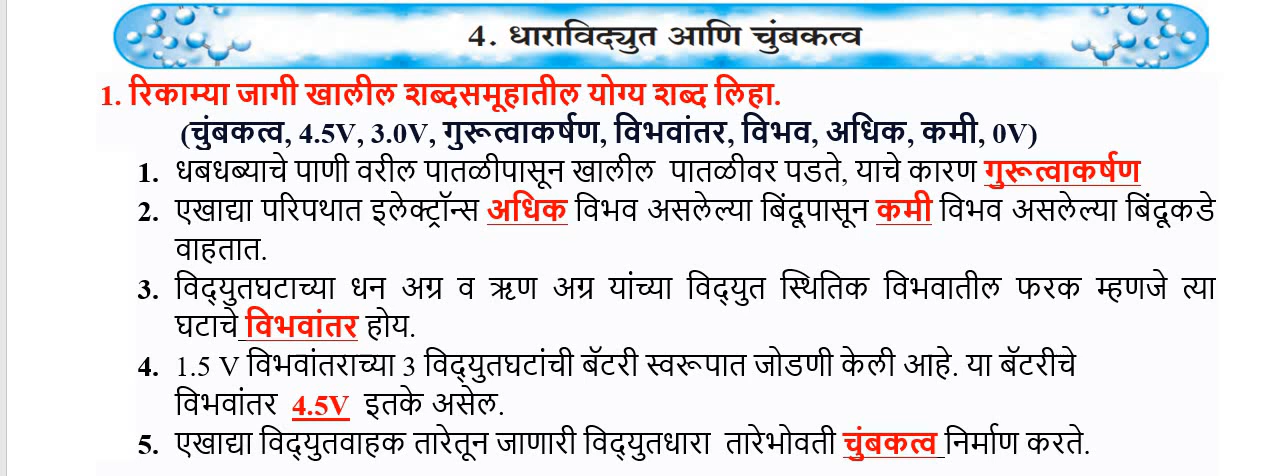 4. धाराविद्युत आणि चुंबकत्व
1. रिकाम्या जागी खालील शब्दसमूहातील योग्य शब्द लिहा.
(चुंबकत्व, 4.5V, 3.0V, गुरूत्वाकर्षण, विभवांतर, विभव, अधिक, कमी, 0V)
1. धबधब्याचे पाणी वरील पातळीपासून खालील पातळीवर पडते, याचे कारण गुरूत्वाकर्षण
2. एखाद्या परिपथात इलेक्ट्रॉन्स अधिक विभव असलेल्या बिंदूपासून कमी विभव असलेल्या बिंदूकडे
वाहतात.
3. विद्‌युतघटाच्या धन अग्र व ऋण अग्र यांच्या विद्‌युत स्थितिक विभवातील फरक म्हणजे त्या
घटाचे विभवांतर होय.
4. 1.5 V विभवांतराच्या 3 विद्‌युतघटांची बॅटरी स्वरूपात जोडणी केली आहे. या बॅटरीचे
विभवांतर 4.5V इतके असेल.
5. एखाद्या विद्‌युतवाहक तारेतून जाणारी विद्‌युतधारा तारेभोवती चुंबकत्व निर्माण करते.